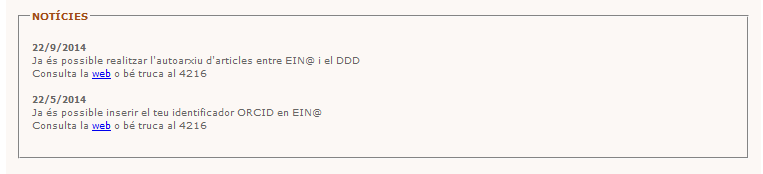 NOTÍCIES
22/9/2014
Ja és possible realitzar l'autoarxiu d'articles entre EIN@ i el DDD
Consulta la web o bé truca al 4216
22/5/2014
Ja és possible inserir el teu identificador ORCID en EIN@
Consulta la web o bé truca al 4216